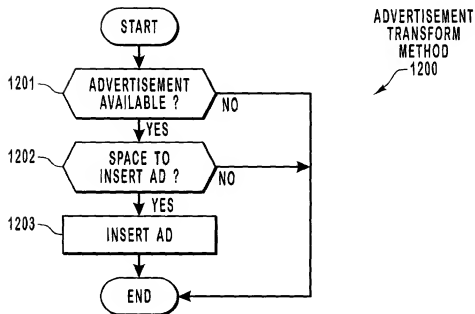 START
ADVERTISEMENT
TRANSFORM
METHOD
1200
1201
ADVERTISEMENT
AVAILABLE ?
NO
YES
1202
SPACE TO
INSERT AD ?
NO
YES
1203
INSERT AD
END